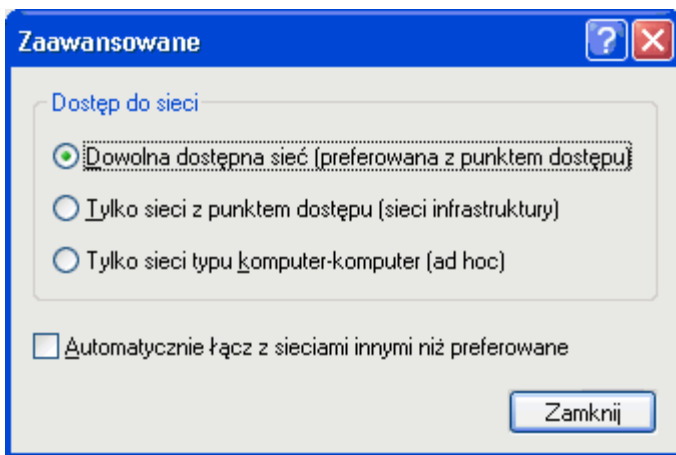 Zaawansowane
Dostęp do sieci
Dowolna dostępna sieć (preferowana z punktem dostępu)
Tylko sieci z punktem dostępu (sieci infrastruktury)
Tylko sieci typu komputer-komputer (ad hoc)
Automatycznie łącz z sieciami innymi niż preferowane
Zamknij